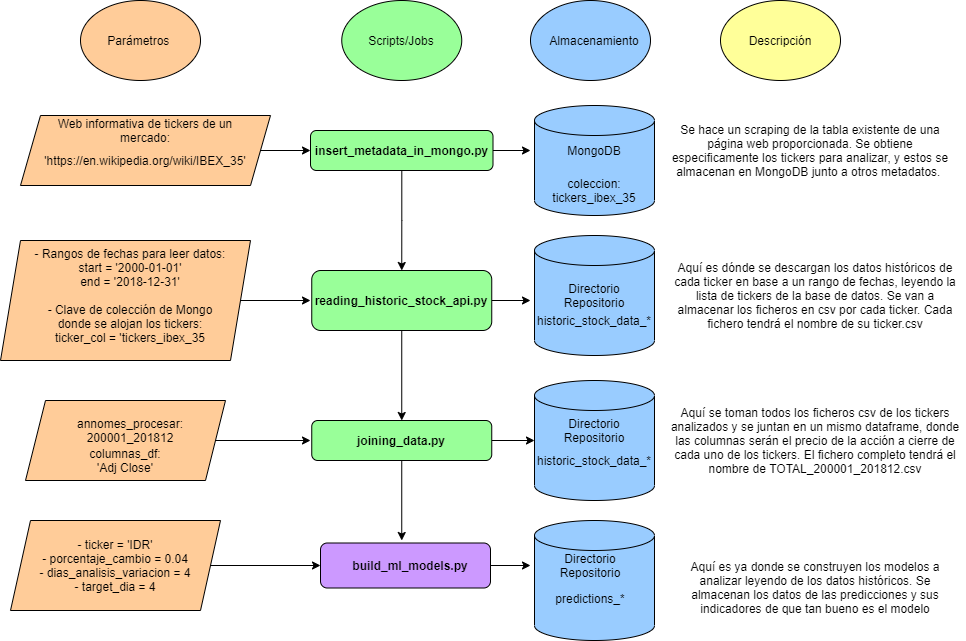 Parámetros
Scripts/Jobs
Almacenamiento
Descripción
Web informativa de tickers de un
mercado:
'https://en.wikipedia.org/wiki/IBEX_35'
insert_metadata_in_mongo.py
MongoDB
coleccion:
tickers_ibex_35
Se hace un scraping de la tabla existente de una
página web proporcionada. Se obtiene
especificamente los tickers para analizar, y estos se
almacenan en MongoDB junto a otros metadatos.
- Rangos de fechas para leer datos:
start = '2000-01-01'
end = '2018-12-31'
- Clave de colección de Mongo
donde se alojan los tickers:
ticker_col = 'tickers_ibex_35
reading_historic_stock_api.py
Directorio
Repositorio
historic_stock_data_*
Aquí es dónde se descargan los datos históricos de
cada ticker en base a un rango de fechas, leyendo la
lista de tickers de la base de datos. Se van a
almacenar los ficheros en csv por cada ticker. Cada
fichero tendrá el nombre de su ticker.csv
annomes_procesar:
200001_201812
columnas_df:
'Adj Close'
joining_data.py
Directorio
Repositorio
historic_stock_data_*
Aquí se toman todos los ficheros csv de los tickers
analizados y se juntan en un mismo dataframe, donde
las columnas serán el precio de la acción a cierre de
cada uno de los tickers. El fichero completo tendrá el
nombre de TOTAL_200001_201812.csv
- ticker = 'IDR'
- porcentaje_cambio = 0.04
- dias_analisis_variacion = 4
- target_dia = 4
build_ml_models.py
Directorio
Repositorio
predictions_*
Aquí es ya donde se construyen los modelos a
analizar leyendo de los datos históricos. Se
almacenan los datos de las predicciones y sus
indicadores de que tan bueno es el modelo